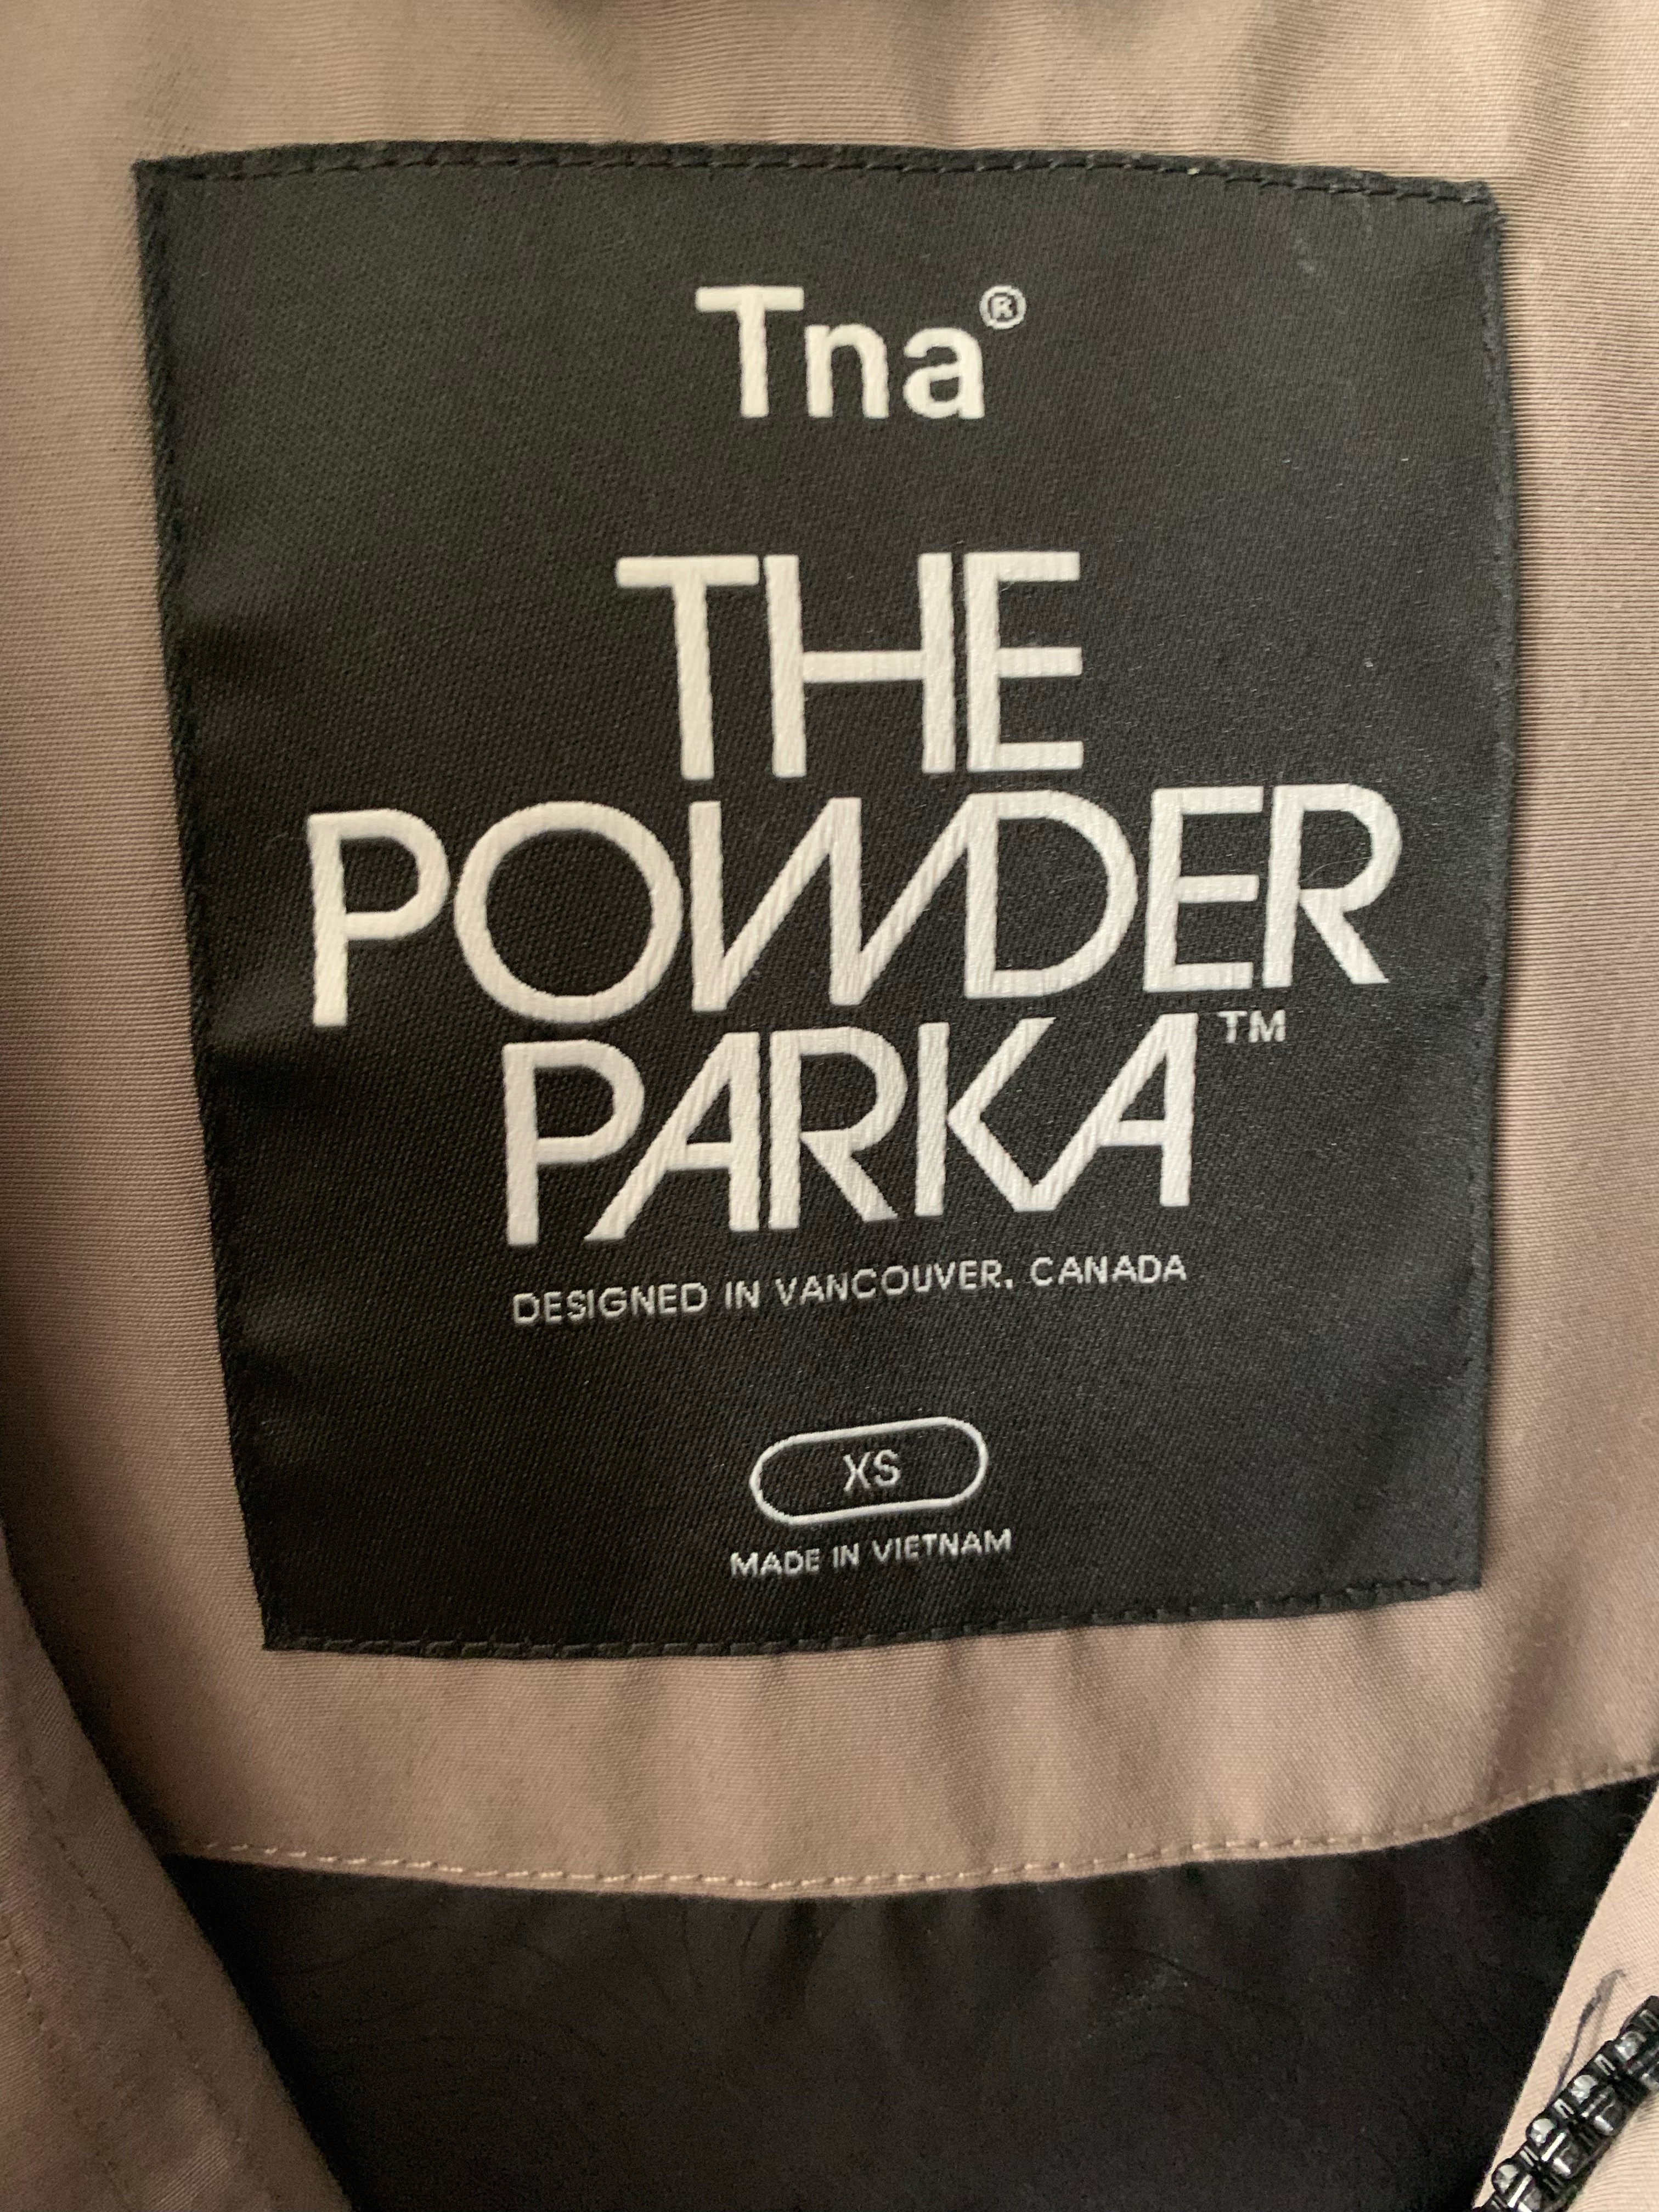 Tna®
THE
POWDER
PARKA™
DESIGNED IN VANCOUVER, CANADA
XS
MADE IN VIETNAM